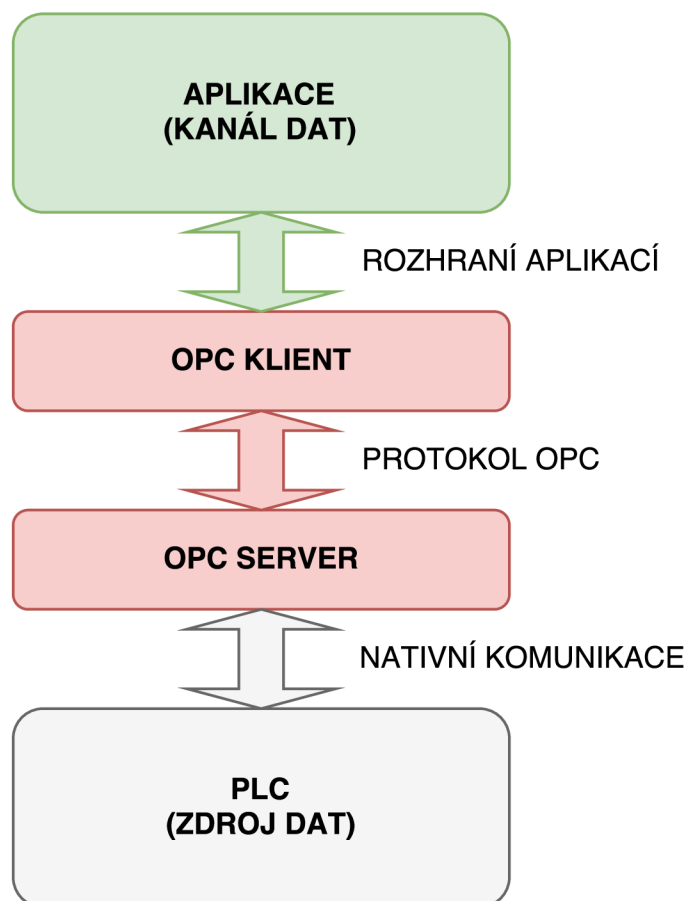 APLIKACE
(KANÁL DAT)
ROZHRANÍ APLIKACÍ
OPC KLIENT
PROTOKOL OPC
OPC SERVER
NATIVNÍ KOMUNIKACE
PLC
(ZDROJ DAT)